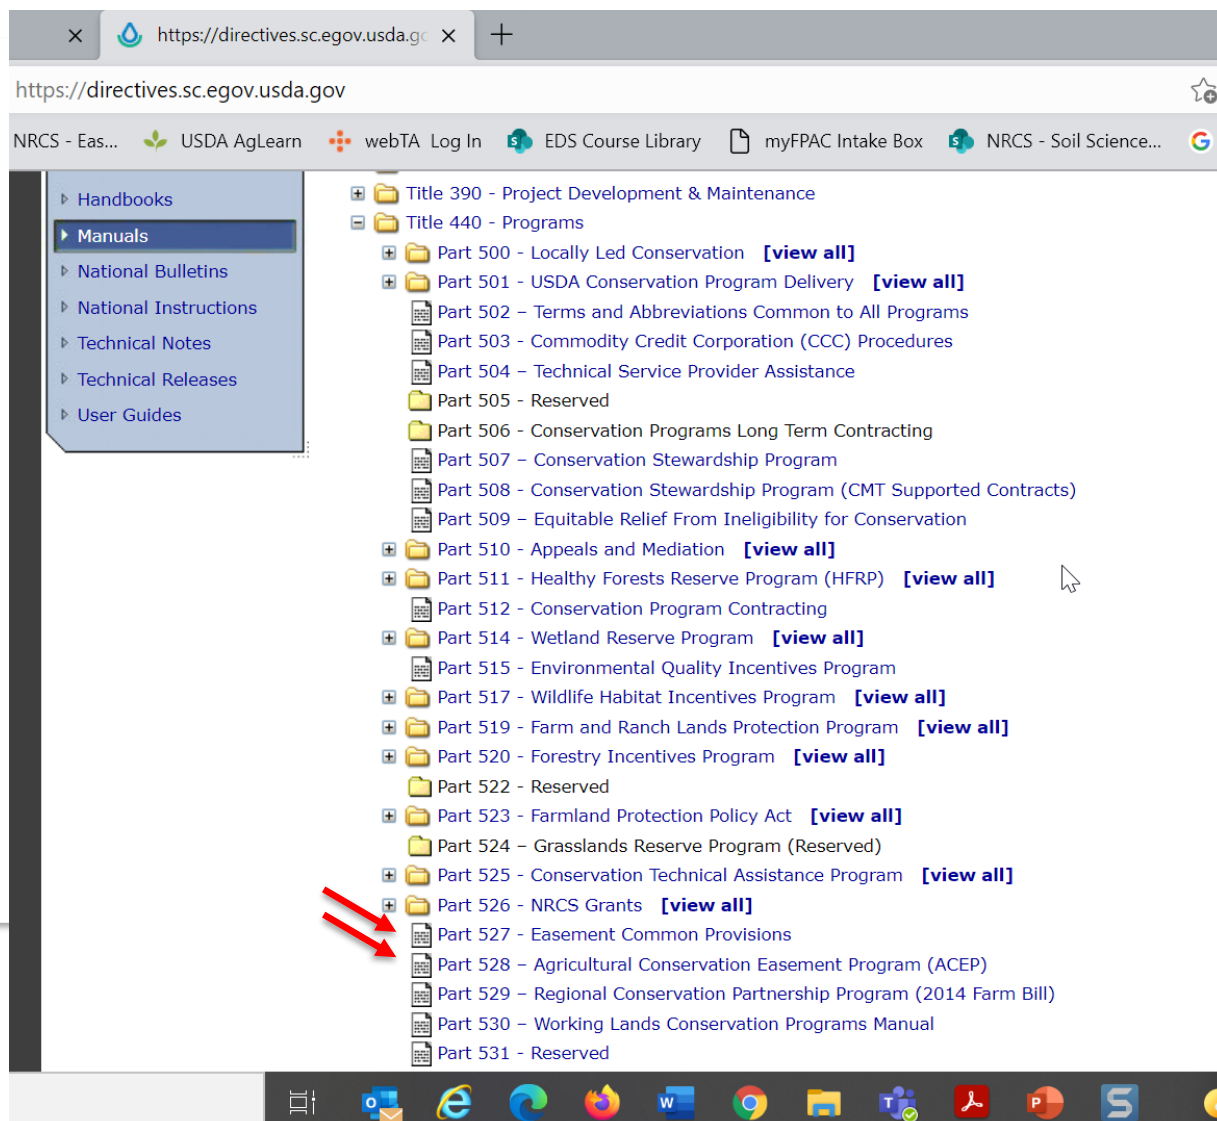 https://directives.sc.egov.usda.gc
https://directives.sc.egov.usda.gov
NRCS - Eas... USDA AgLearn webTA Log In EDS Course Library myFPAC Intake Box NRCS - Soil Science...
Handbooks
Manuals
National Bulletins
National Instructions
Technical Notes
Technical Releases
User Guides
Title 390 - Project Development & Maintenance
Title 440 - Programs
Part 500 - Locally Led Conservation [view all]
Part 501 - USDA Conservation Program Delivery [view all]
Part 502 – Terms and Abbreviations Common to All Programs
Part 503 - Commodity Credit Corporation (CCC) Procedures
Part 504 – Technical Service Provider Assistance
Part 505 - Reserved
Part 506 - Conservation Programs Long Term Contracting
Part 507 – Conservation Stewardship Program
Part 508 - Conservation Stewardship Program (CMT Supported Contracts)
Part 509 – Equitable Relief From Ineligibility for Conservation
Part 510 - Appeals and Mediation [view all]
Part 511 - Healthy Forests Reserve Program (HFRP) [view all]
Part 512 - Conservation Program Contracting
Part 514 - Wetland Reserve Program [view all]
Part 515 - Environmental Quality Incentives Program
Part 517 - Wildlife Habitat Incentives Program [view all]
Part 519 - Farm and Ranch Lands Protection Program [view all]
Part 520 - Forestry Incentives Program [view all]
Part 522 - Reserved
Part 523 - Farmland Protection Policy Act [view all]
Part 524 – Grasslands Reserve Program (Reserved)
Part 525 - Conservation Technical Assistance Program [view all]
Part 526 - NRCS Grants [view all]
Part 527 - Easement Common Provisions
Part 528 – Agricultural Conservation Easement Program (ACEP)
Part 529 – Regional Conservation Partnership Program (2014 Farm Bill)
Part 530 – Working Lands Conservation Programs Manual
Part 531 - Reserved